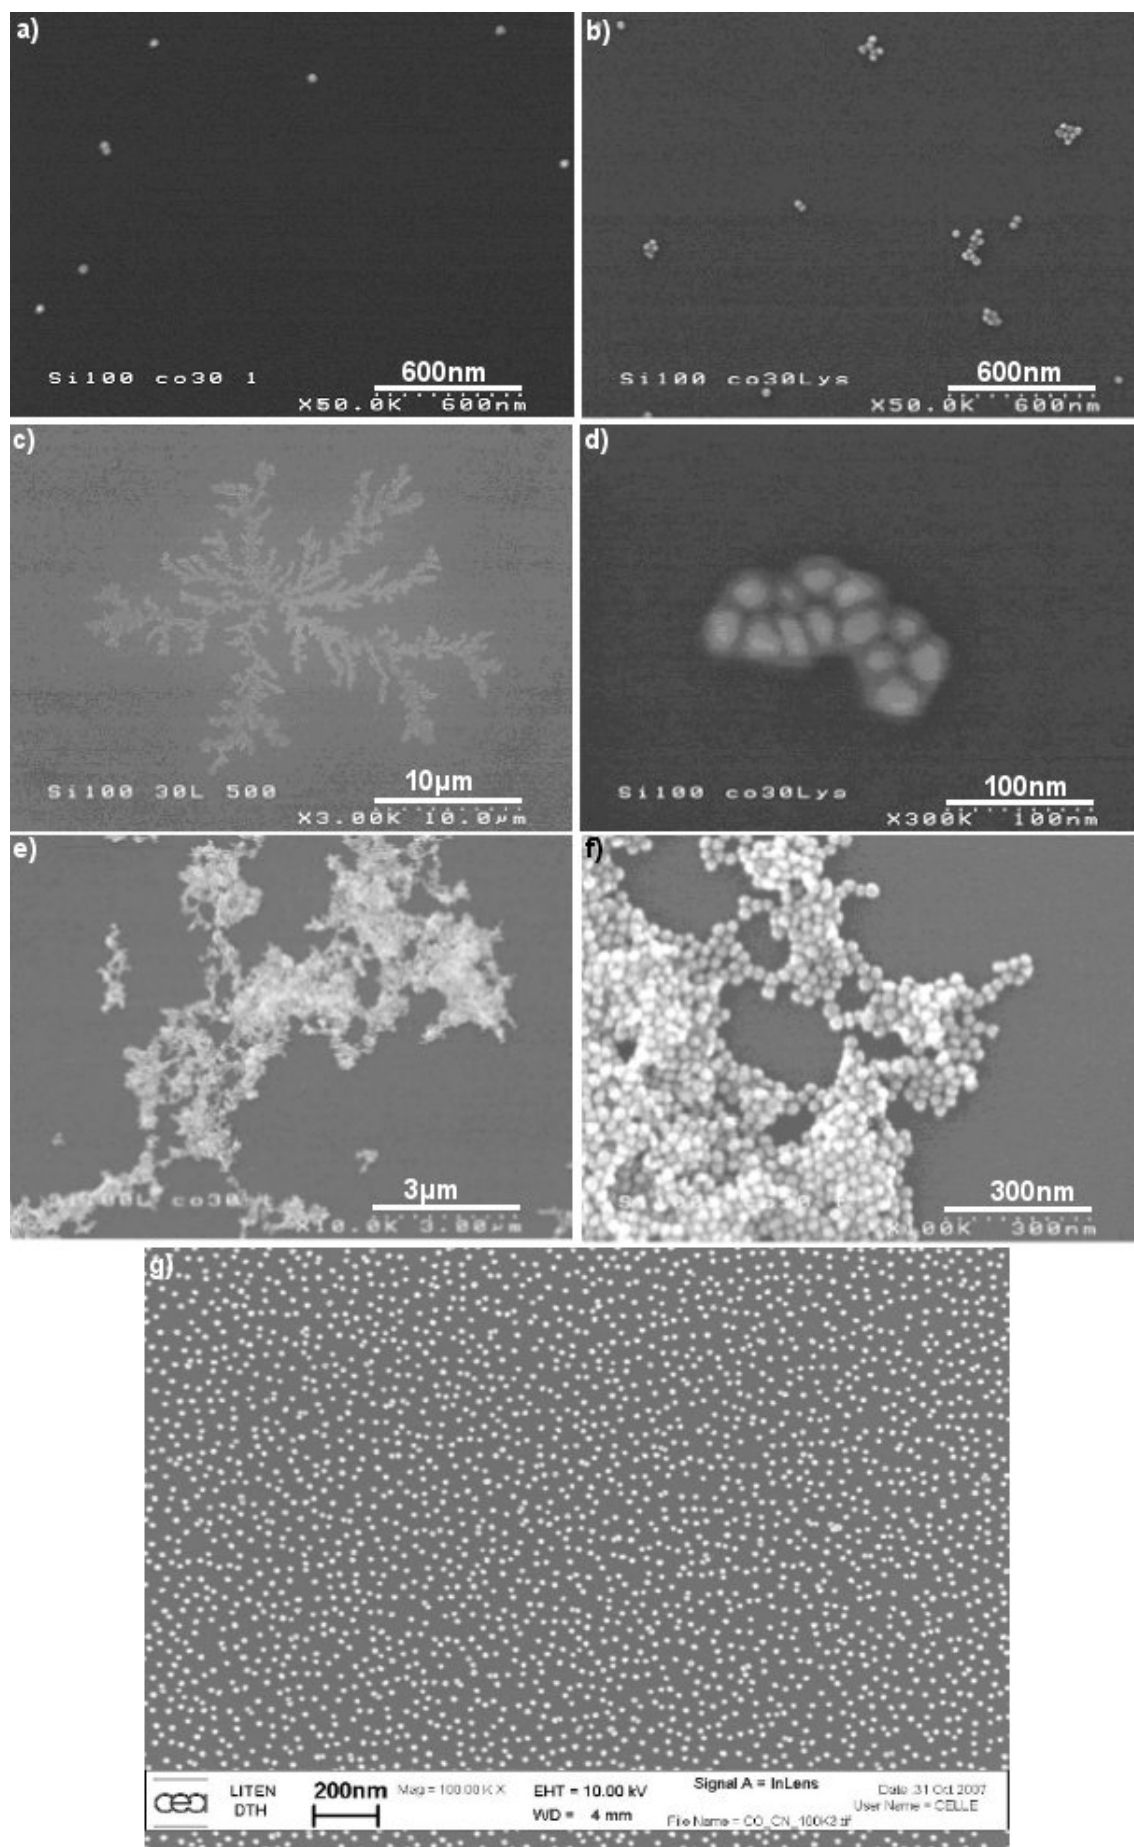 a)
600nm
Si100 co30 1
X50.0K 600nm
b)
600nm
Si100 co30Lys
X50.0K 600nm
c)
10µm
Si100 30L 500
X3.00K 10.0µm
d)
100nm
Si100 co30Lys
X300K 100nm
e)
3µm
co30
X10.0K 3.00µm
f)
300nm
X100K 300nm
g)
cea
LITEN
DTH
200nm
Mag = 100.00 K X
EHT = 10.00 kV
WD = 4 mm
Signal A = InLens
File Name = CO_CN_100K2.tif
Date :31 Oct 2007
User Name = CELLE